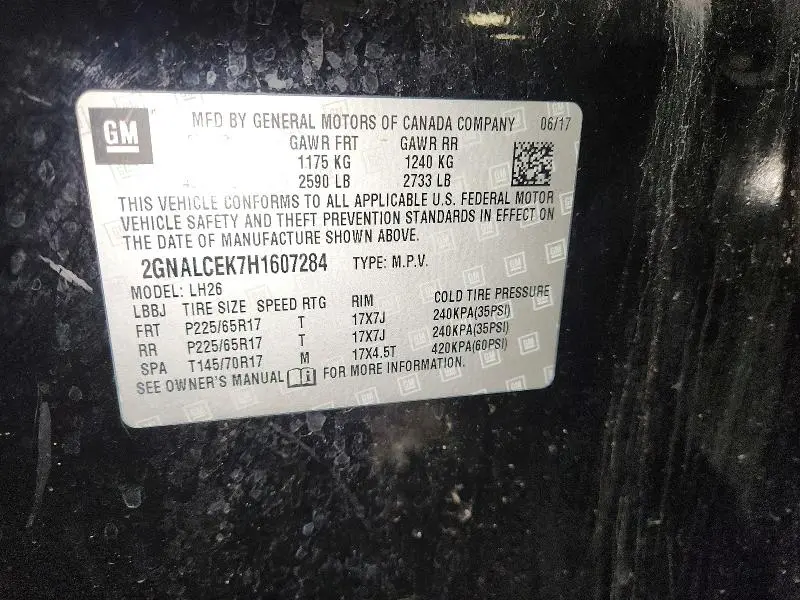 GM
MFD BY GENERAL MOTORS OF CANADA COMPANY 06/17
GAWR FRT GAWR RR
1175 KG 1240 KG
2590 LB 2733 LB
THIS VEHICLE CONFORMS TO ALL APPLICABLE U.S. FEDERAL MOTOR
VEHICLE SAFETY AND THEFT PREVENTION STANDARDS IN EFFECT ON
THE DATE OF MANUFACTURE SHOWN ABOVE.
2GNALCEK7H1607284 TYPE: M.P.V.
MODEL: LH26
LBBJ TIRE SIZE SPEED RTG RIM COLD TIRE PRESSURE
FRT P225/65R17 T 17X7J 240KPA(35PSI)
RR P225/65R17 T 17X7J 240KPA(35PSI)
SPA T145/70R17 M 17X4.5T 420KPA(60PSI)
SEE OWNER'S MANUAL FOR MORE INFORMATION.